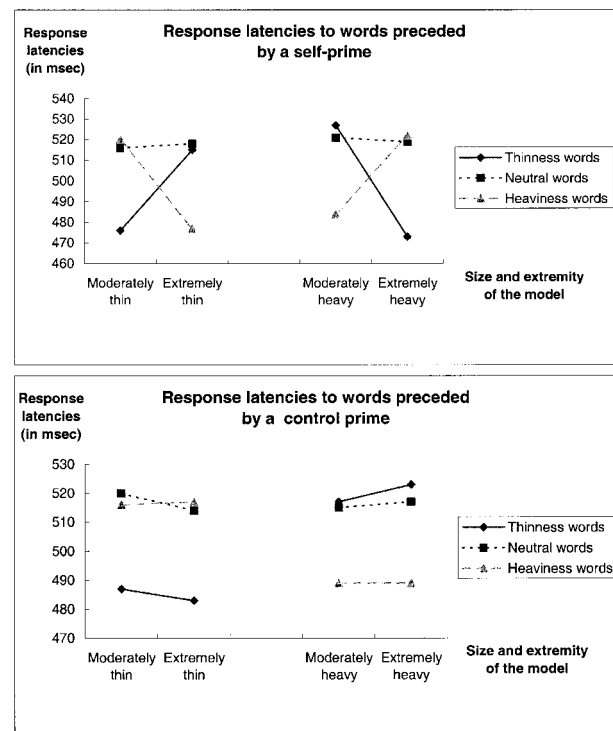 Response
latencies
(in msec)
Response latencies to words preceded
by a self-prime
540
530
520
510
500
490
480
470
460
Moderately
thin
Extremely
thin
Moderately
heavy
Extremely
heavy
Thinness words
Neutral words
Heaviness words
Size and extremity
of the model
Response
latencies
(in msec)
Response latencies to words preceded
by a control prime
530
520
510
500
490
480
470
Moderately
thin
Extremely
thin
Moderately
heavy
Extremely
heavy
Thinness words
Neutral words
Heaviness words
Size and extremity
of the model